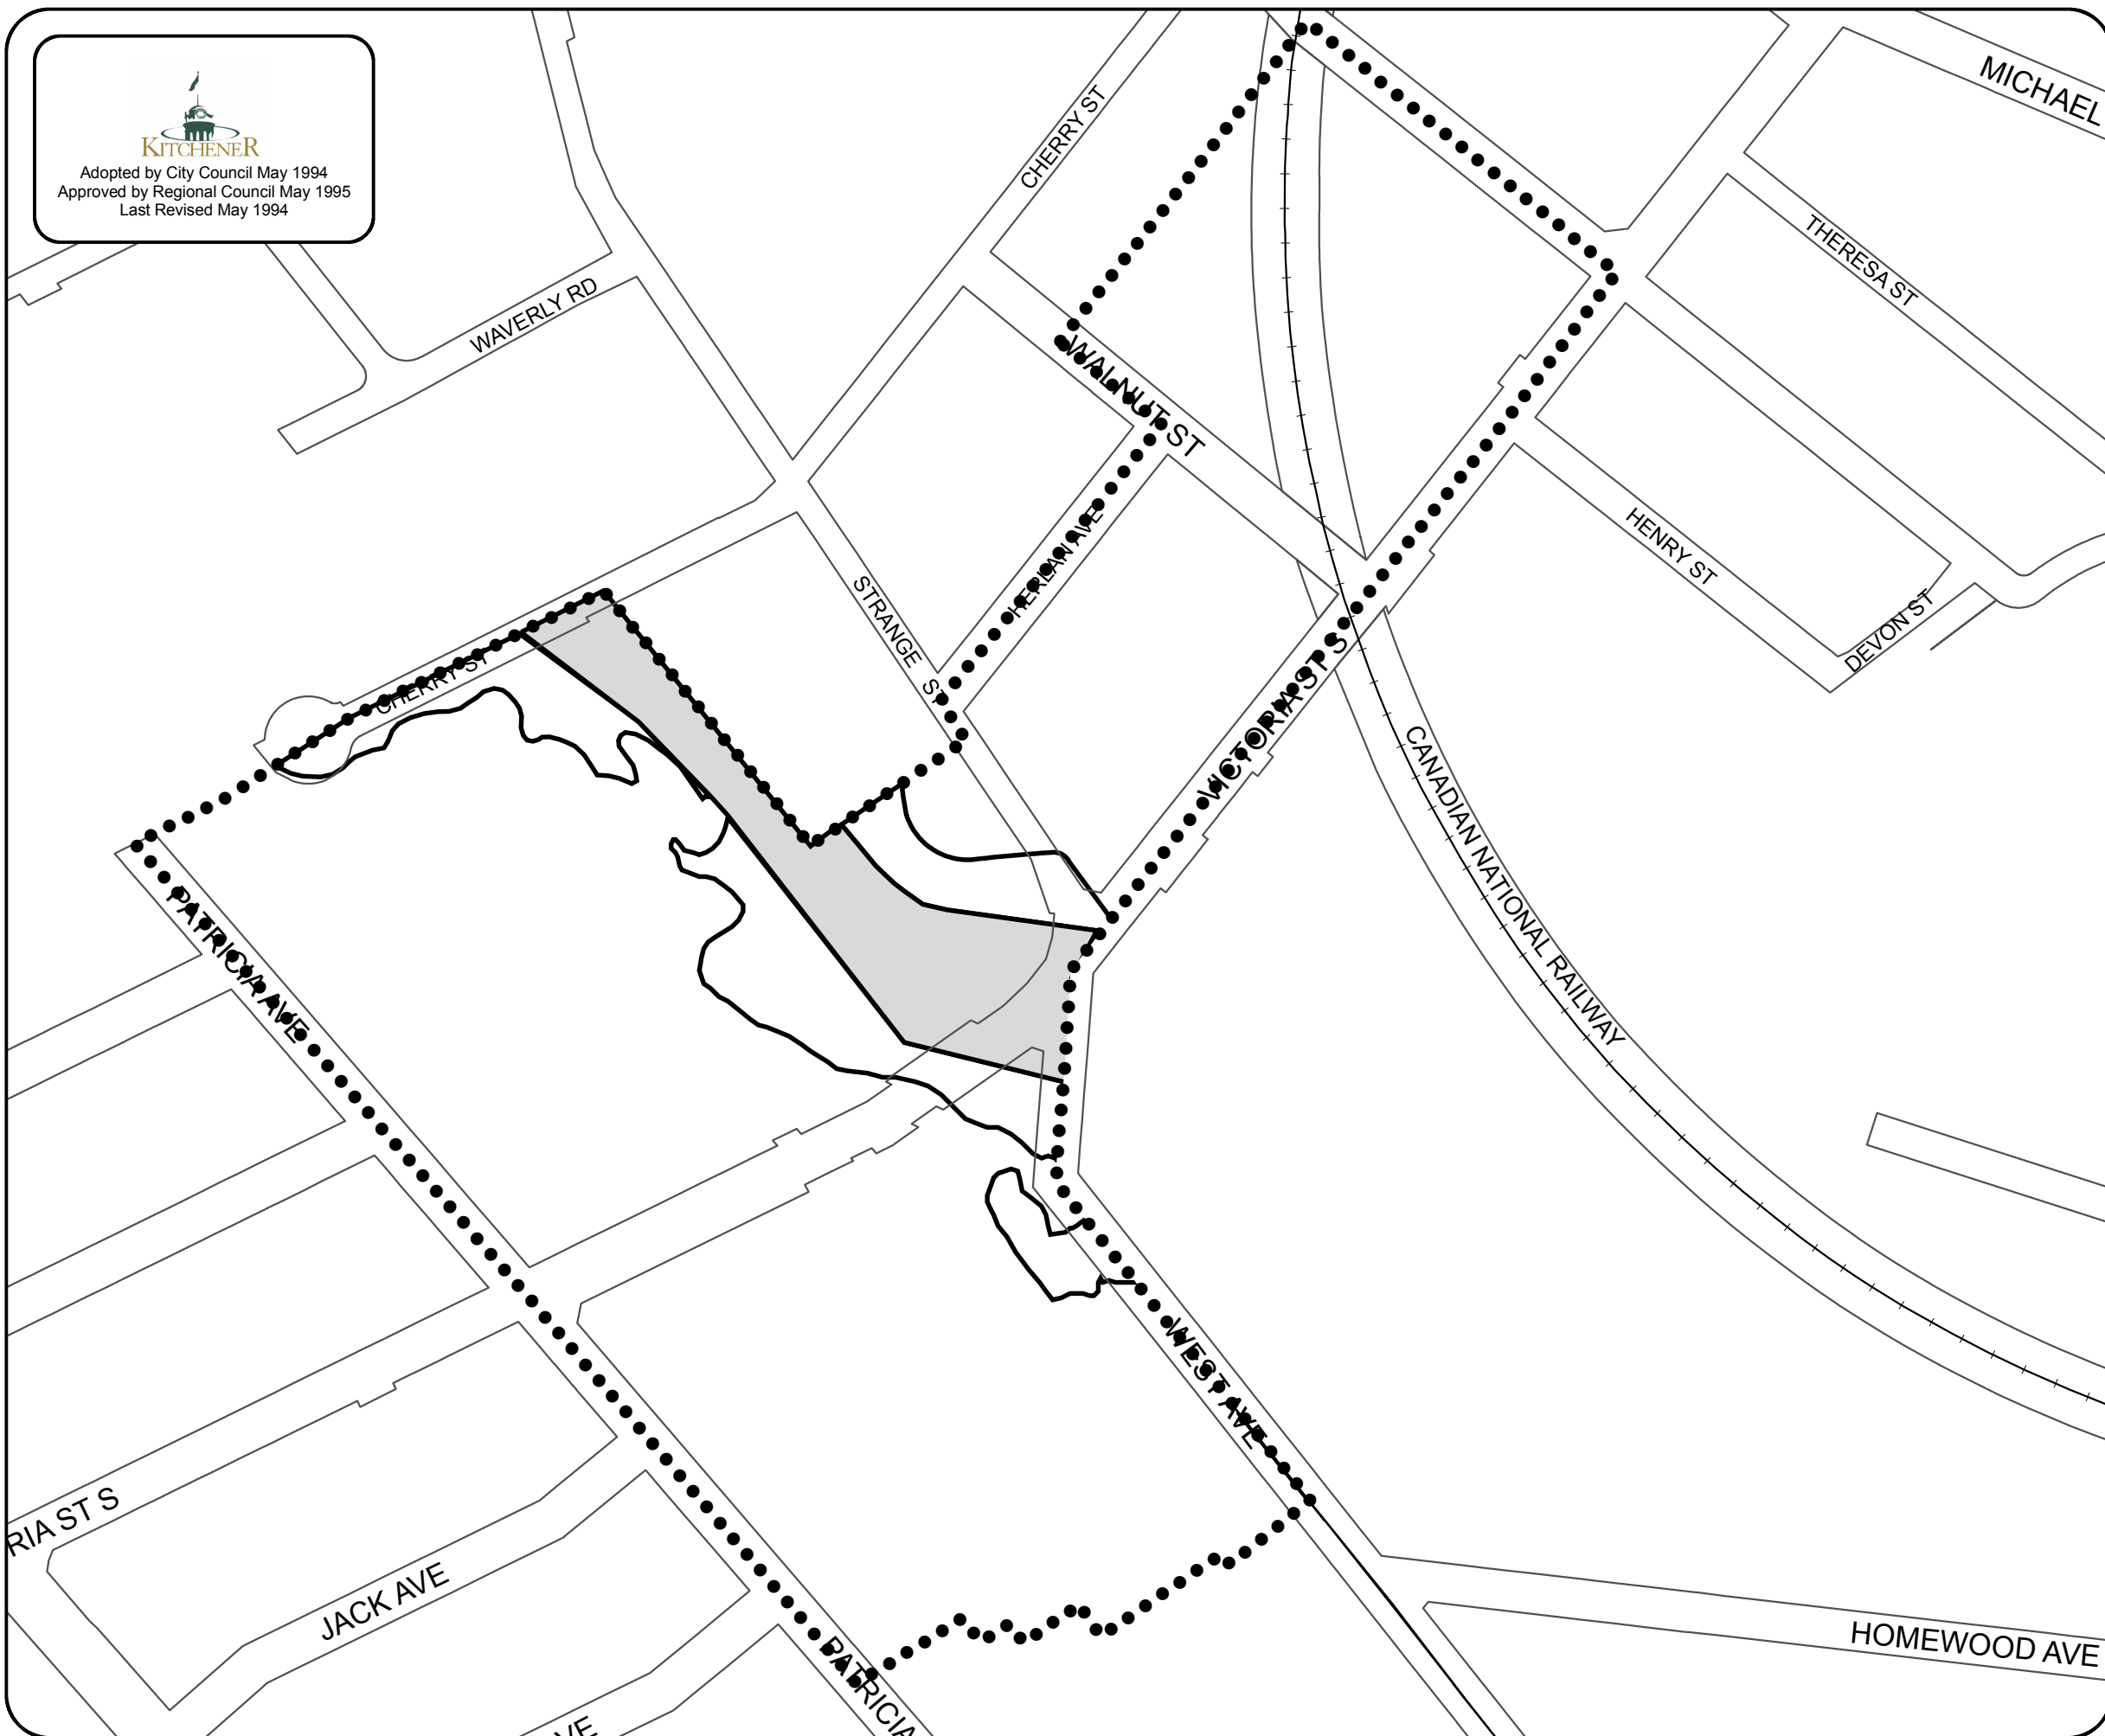 KITCHENER
Adopted by City Council May 1994
Approved by Regional Council May 1995
Last Revised May 1994
MICHAEL
CHERRY ST
THERESA ST
WAVERLY RD
WALNUT ST
HENRY ST
HERLAN AVE
STRANGE ST
DEVON ST
CHERRY ST
VICTORIA ST S
CANADIAN NATIONAL RAILWAY
PATRICIA AVE
WEST AVE
RIA ST S
JACK AVE
HOMEWOOD AVE
PATRICIA
VE